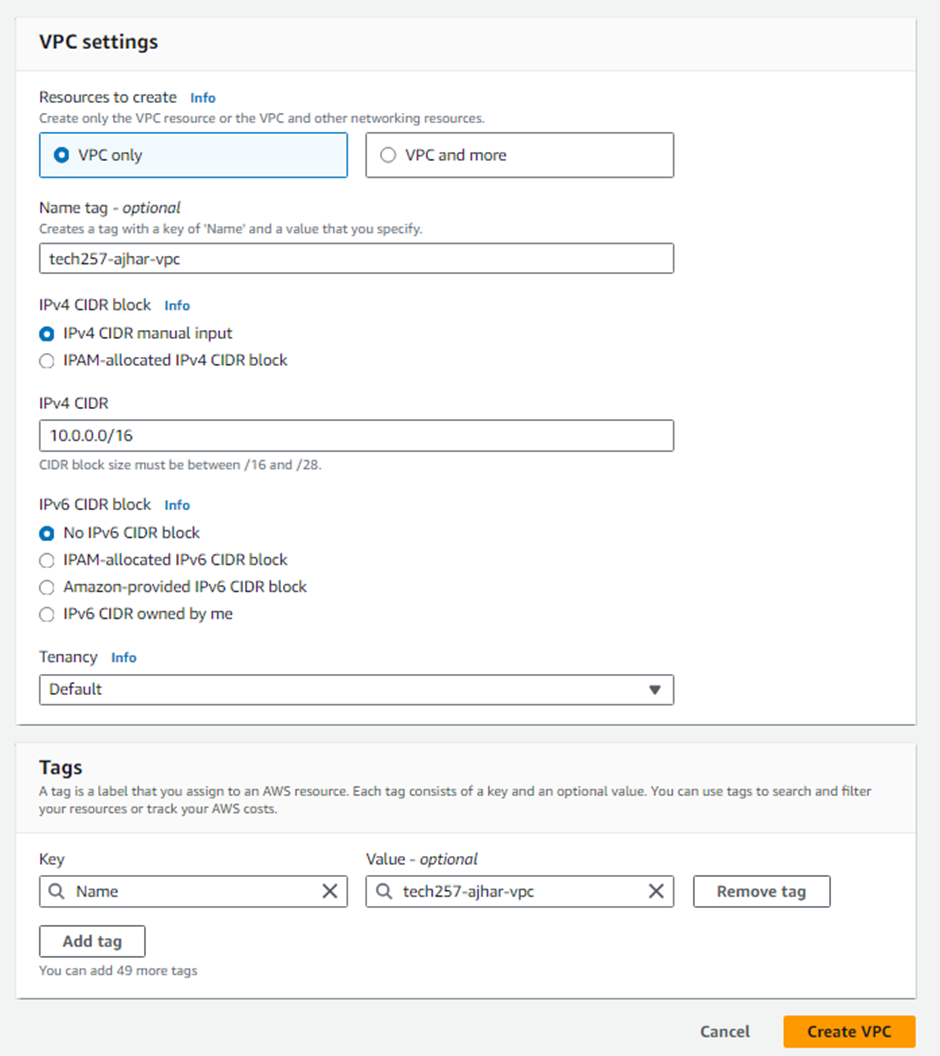 VPC settings
Resources to create Info
Create only the VPC resource or the VPC and other networking resources.
VPC only VPC and more
Name tag - optional
Creates a tag with a key of 'Name' and a value that you specify.
tech257-ajhar-vpc
IPv4 CIDR block Info
IPv4 CIDR manual input
IPAM-allocated IPv4 CIDR block
IPv4 CIDR
10.0.0.0/16
CIDR block size must be between /16 and /28.
IPv6 CIDR block Info
No IPv6 CIDR block
IPAM-allocated IPv6 CIDR block
Amazon-provided IPv6 CIDR block
IPv6 CIDR owned by me
Tenancy Info
Default
Tags
A tag is a label that you assign to an AWS resource. Each tag consists of a key and an optional value. You can use tags to search and filter
your resources or track your AWS costs.
Key Value - optional
Name tech257-ajhar-vpc Remove tag
Add tag
You can add 49 more tags
Cancel Create VPC